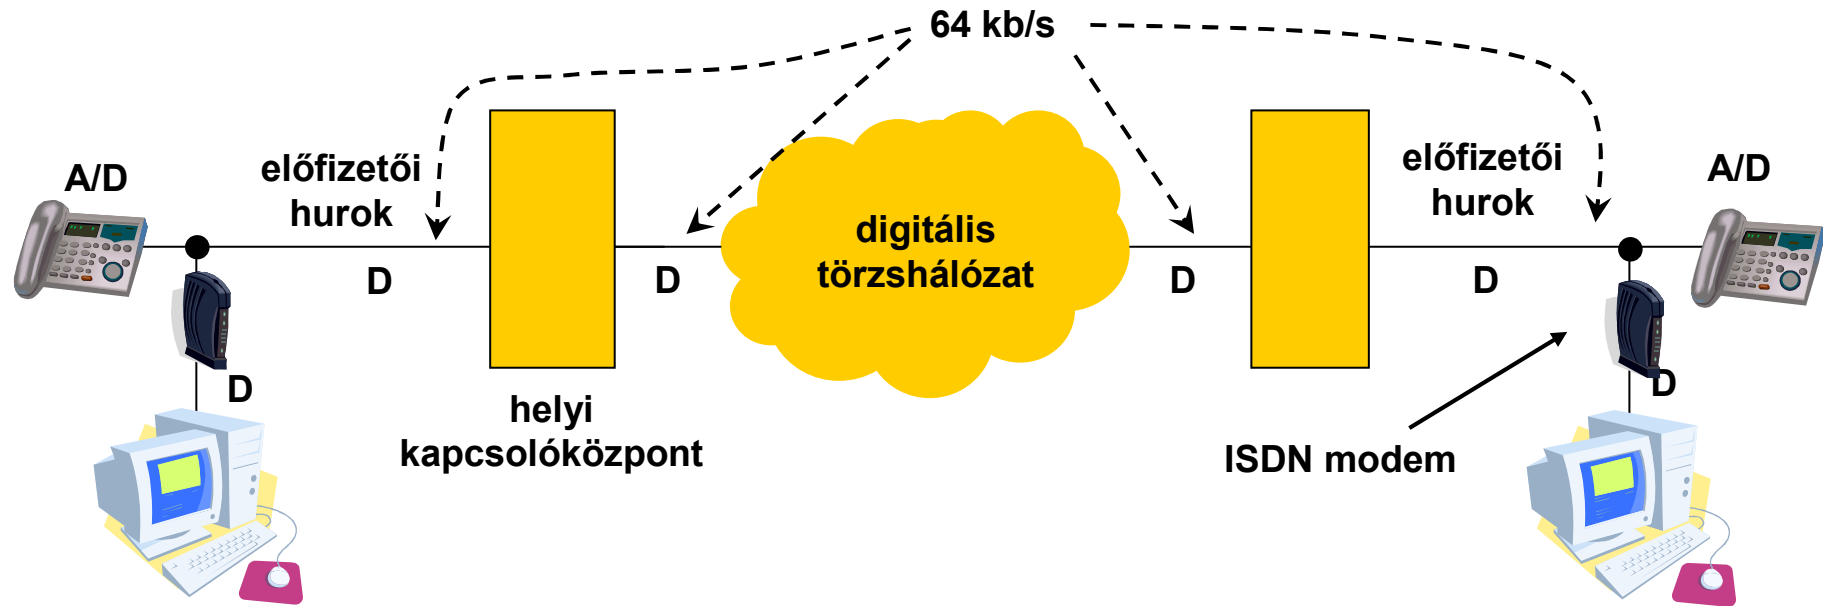 64 kb/s
A/D
előfizetői
hurok
előfizetői
hurok
A/D
digitális
törzshálózat
D
D
D
D
D
D
helyi
kapcsolóközpont
ISDN modem